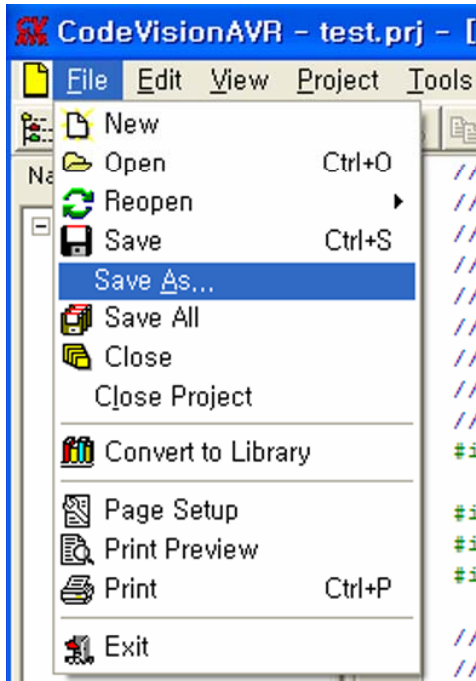 CodeVisionAVR - test.prj - [
File Edit View Project Tools
New
Na
Open Ctrl+O
Reopen
Save Ctrl+S
Save As...
Save All
Close
Close Project
Convert to Library
Page Setup
Print Preview
Print Ctrl+P
Exit
//
//
//
//
//
//
//
//
//
#i
#i
#i
#i
//
//